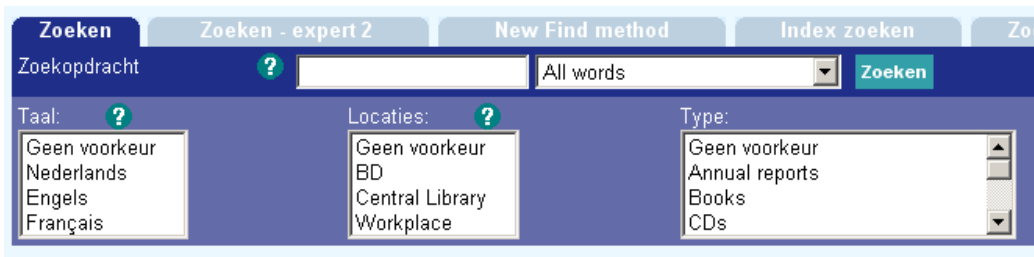 Zoeken Zoeken - expert 2 New Find method Index zoeken
Zoekopdracht ? All words Zoeken
Taal: ? Locaties: ? Type:
Geen voorkeur Geen voorkeur Geen voorkeur
Nederlands BD Annual reports
Engels Central Library Books
Français Workplace CDs